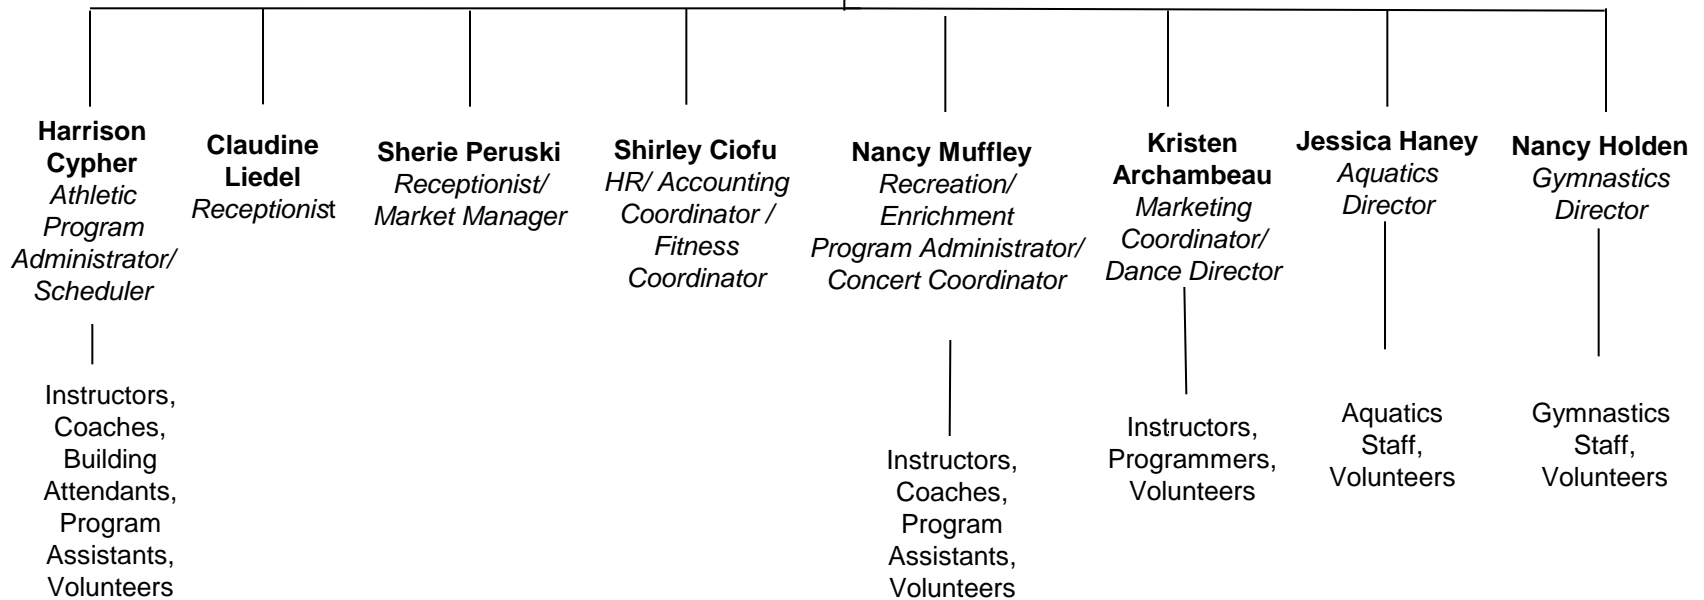 Harrison
Cypher
Athletic
Program
Administrator/
Scheduler
Instructors,
Coaches,
Building
Attendants,
Program
Assistants,
Volunteers
Claudine
Liedel
Receptionist
Sherie Peruski
Receptionist/
Market Manager
Shirley Ciofu
HR/ Accounting
Coordinator /
Fitness
Coordinator
Nancy Muffley
Recreation/
Enrichment
Program Administrator/
Concert Coordinator
Instructors,
Coaches,
Program
Assistants,
Volunteers
Kristen
Archambeau
Marketing
Coordinator/
Dance Director
Instructors,
Programmers,
Volunteers
Jessica Haney
Aquatics
Director
Aquatics
Staff,
Volunteers
Nancy Holden
Gymnastics
Director
Gymnastics
Staff,
Volunteers